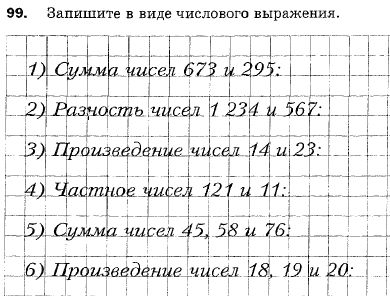 99. Запишите в виде числового выражения.
1) Сумма чисел 673 и 295:
2) Разность чисел 1 234 и 567:
3) Произведение чисел 14 и 23:
4) Частное чисел 121 и 11:
5) Сумма чисел 45, 58 и 76:
6) Произведение чисел 18, 19 и 20: